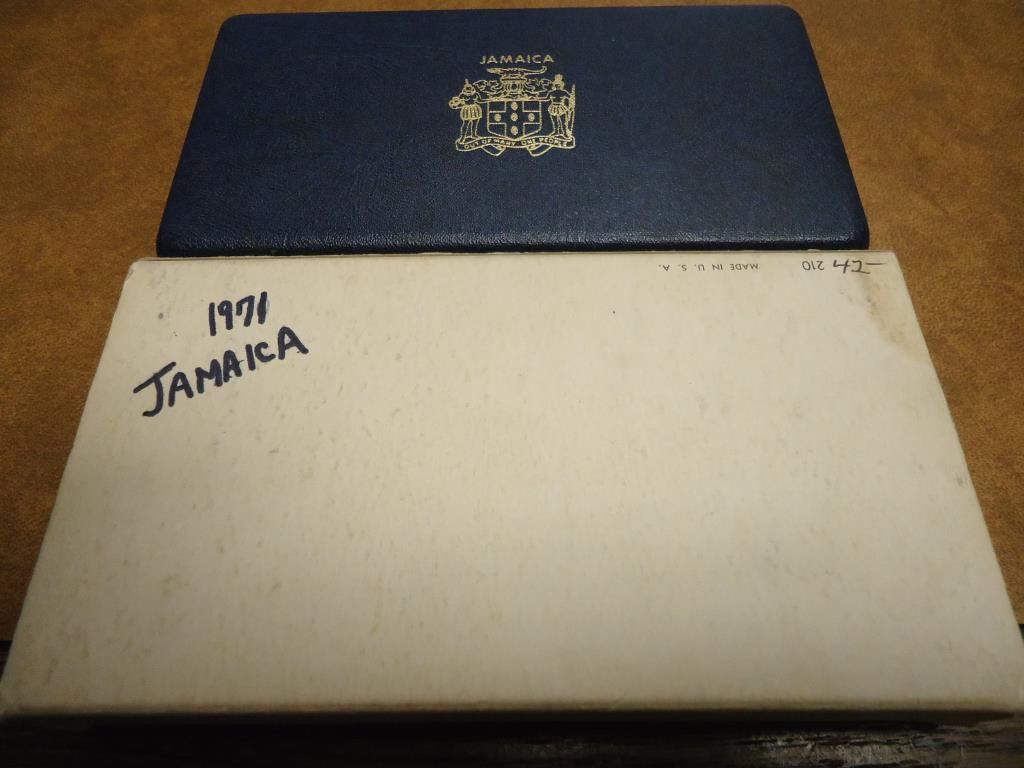 JAMAICA
OUT OF MANY ONE PEOPLE
MADE IN U. S. A.
210
1971
JAMAICA